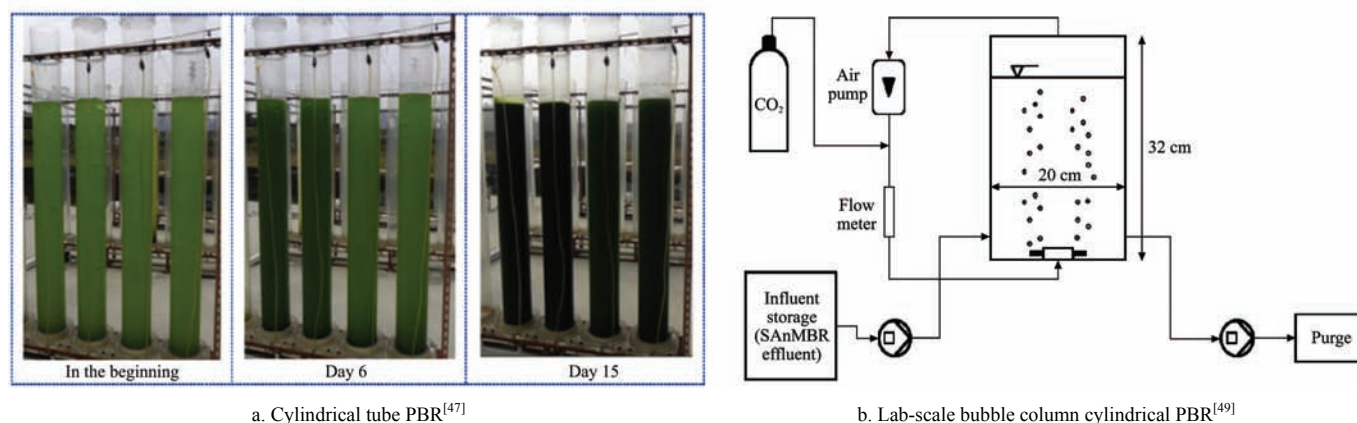 In the beginning
Day 6
Day 15
a. Cylindrical tube PBR[47]
CO₂
Air
pump
Flow
meter
20 cm
32 cm
Influent
storage
(SAnMBR
effluent)
Purge
b. Lab-scale bubble column cylindrical PBR[49]